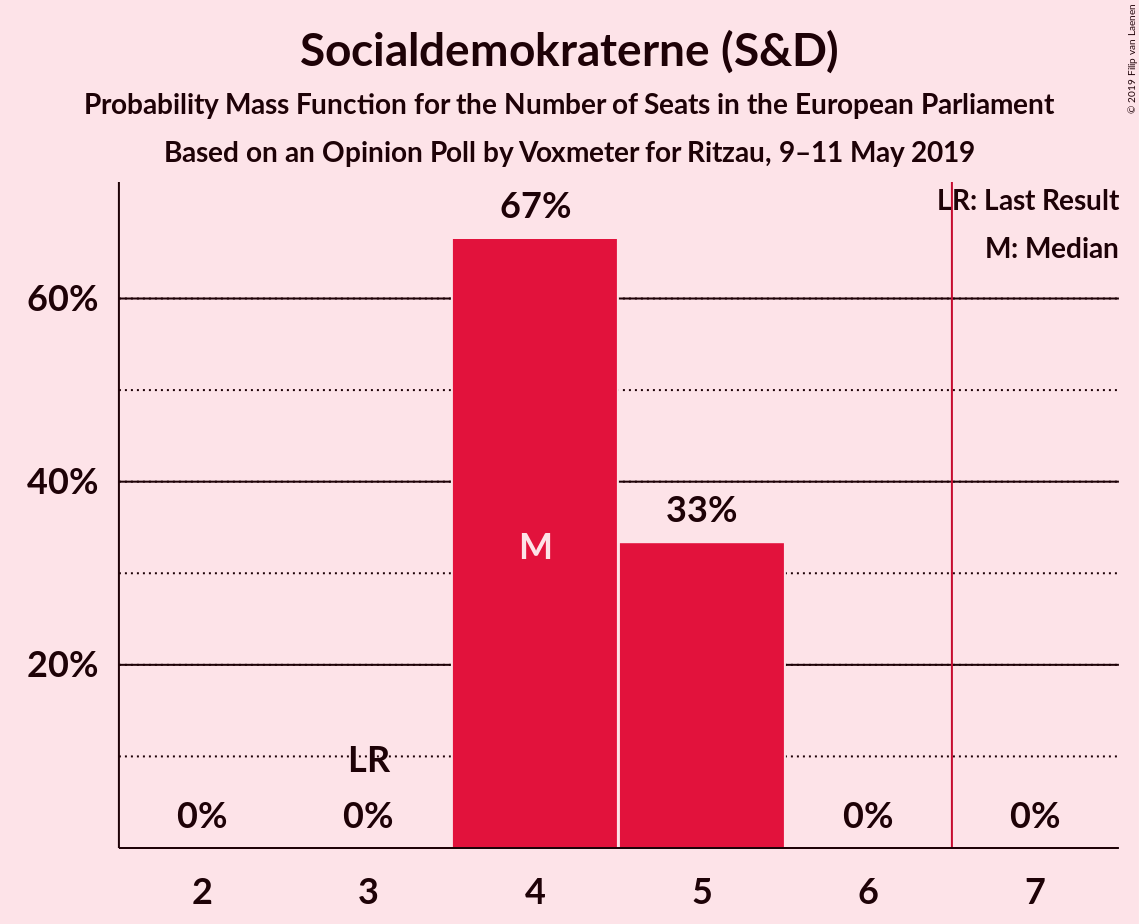 Socialdemokraterne (S&D)
Probability Mass Function for the Number of Seats in the European Parliament
Based on an Opinion Poll by Voxmeter for Ritzau, 9–11 May 2019
© 2019 Filip van Laenen
LR: Last Result
M: Median
67%
60%
40%
33%
M
20%
LR
0% 0% 0% 0%
2 3 4 5 6 7